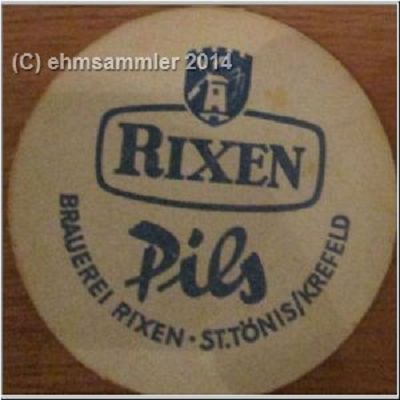 (C) ehmsammler 2014
RIXEN
Pils
BRAUEREI RIXEN · ST.TÖNIS/KREFELD